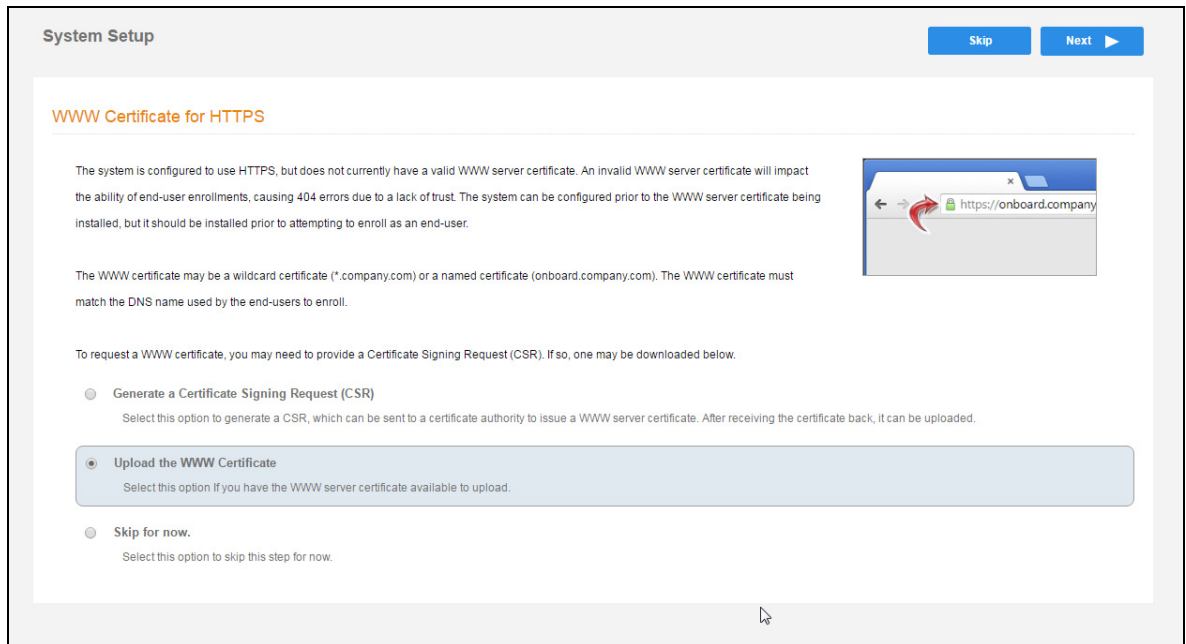 System Setup
Skip
Next
WWW Certificate for HTTPS
The system is configured to use HTTPS, but does not currently have a valid WWW server certificate. An invalid WWW server certificate will impact
the ability of end-user enrollments, causing 404 errors due to a lack of trust. The system can be configured prior to the WWW server certificate being
installed, but it should be installed prior to attempting to enroll as an end-user.
https://onboard.company
The WWW certificate may be a wildcard certificate (*.company.com) or a named certificate (onboard.company.com). The WWW certificate must
match the DNS name used by the end-users to enroll.
To request a WWW certificate, you may need to provide a Certificate Signing Request (CSR). If so, one may be downloaded below.
Generate a Certificate Signing Request (CSR)
Select this option to generate a CSR, which can be sent to a certificate authority to issue a WWW server certificate. After receiving the certificate back, it can be uploaded.
Upload the WWW Certificate
Select this option If you have the WWW server certificate available to upload.
Skip for now.
Select this option to skip this step for now.